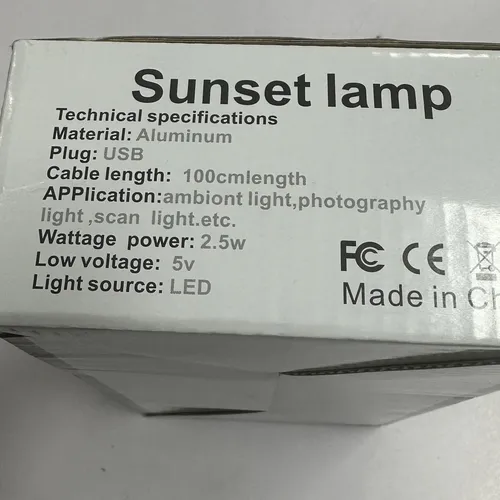 Sunset lamp
Technical specifications
Material: Aluminum
Plug: USB
Cable length: 100cmlength
APPlication:ambiont light,photography
light ,scan light.etc.
Wattage power: 2.5w
Low voltage: 5v
Light source: LED
FC CE
Made in Ch